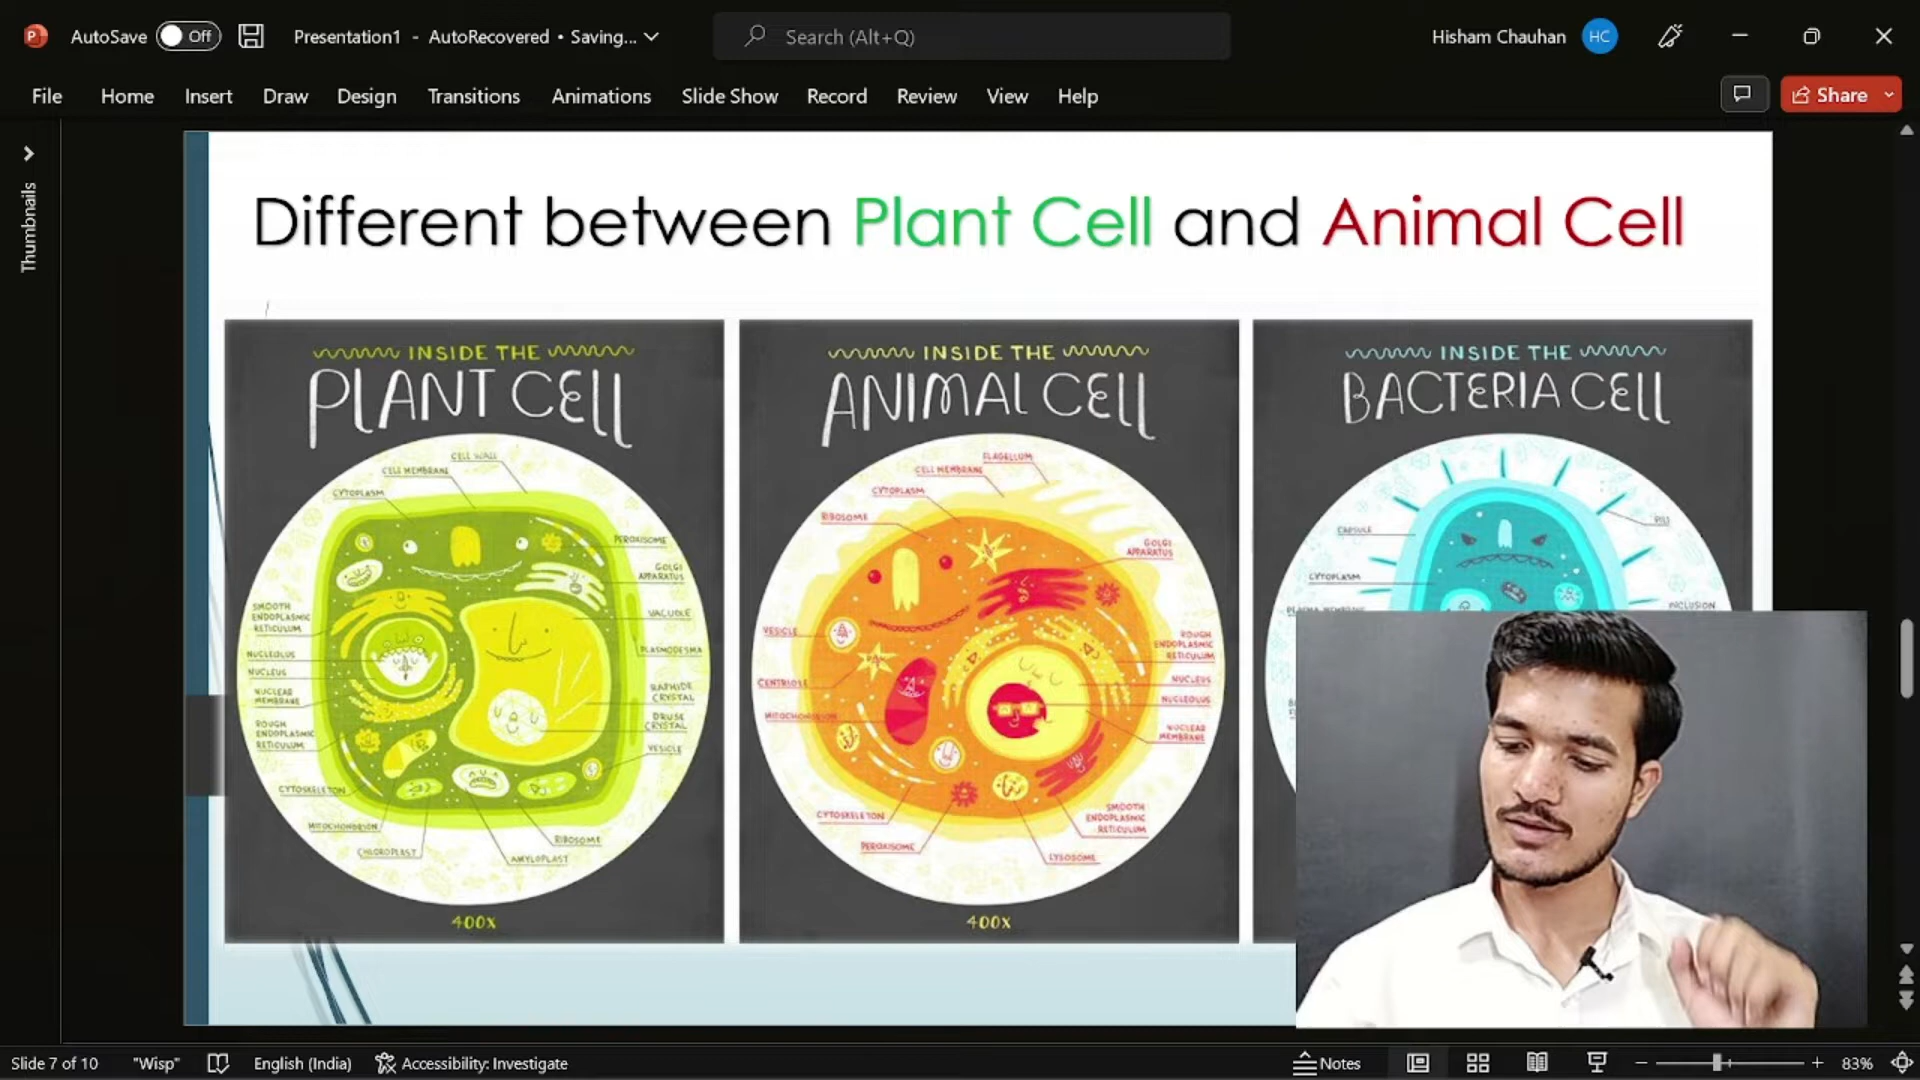 AutoSave Off Presentation1 - AutoRecovered • Saving... Search (Alt+Q) Hisham Chauhan HC
File Home Insert Draw Design Transitions Animations Slide Show Record Review View Help Share
Thumbnails
Different between Plant Cell and Animal Cell
INSIDE THE
PLANT CELL
CELL WALL
CELL MEMBRANE
CYTOPLASM
PEROXISOME
GOLGI
APPARATUS
VACUOLE
PLASMODESMA
RAPHIDE
CRYSTAL
DRUSE
CRYSTAL
VESICLE
SMOOTH
ENDOPLASMIC
RETICULUM
NUCLEOLUS
NUCLEUS
NUCLEAR
MEMBRANE
ROUGH
ENDOPLASMIC
RETICULUM
CYTOSKELETON
MITOCHONDRION
CHLOROPLAST
AMYLOPLAST
RIBOSOME
400X
INSIDE THE
ANIMAL CELL
FLAGELLUM
CELL MEMBRANE
CYTOPLASM
RIBOSOME
GOLGI
APPARATUS
VESICLE
CENTRIOLE
MITOCHONDRION
ROUGH
ENDOPLASMIC
RETICULUM
NUCLEUS
NUCLEOLUS
NUCLEAR
MEMBRANE
CYTOSKELETON
PEROXISOME
LYSOSOME
SMOOTH
ENDOPLASMIC
RETICULUM
400X
INSIDE THE
BACTERIA CELL
CAPSULE
PILI
CYTOPLASM
PLASMA MEMBRANE
INCLUSION
Slide 7 of 10 "Wisp" English (India) Accessibility: Investigate Notes 83%